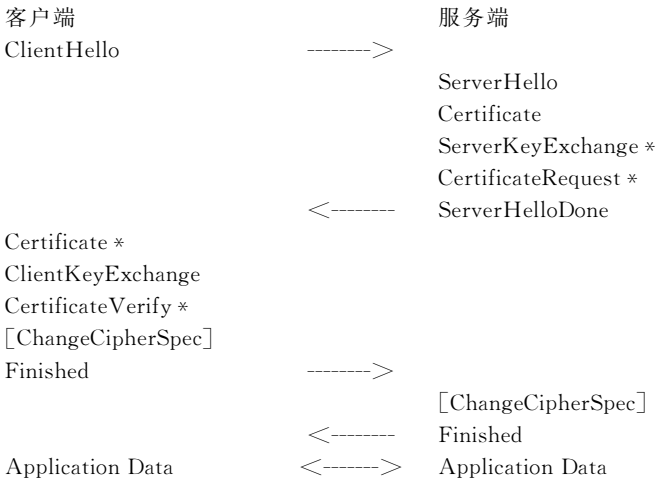 客户端 服务端
ClientHello --------> 
ServerHello
Certificate
ServerKeyExchange *
CertificateRequest *
<-------- ServerHelloDone
Certificate *
ClientKeyExchange
CertificateVerify *
[ChangeCipherSpec]
Finished -------->
[ChangeCipherSpec]
<-------- Finished
Application Data <-------> Application Data